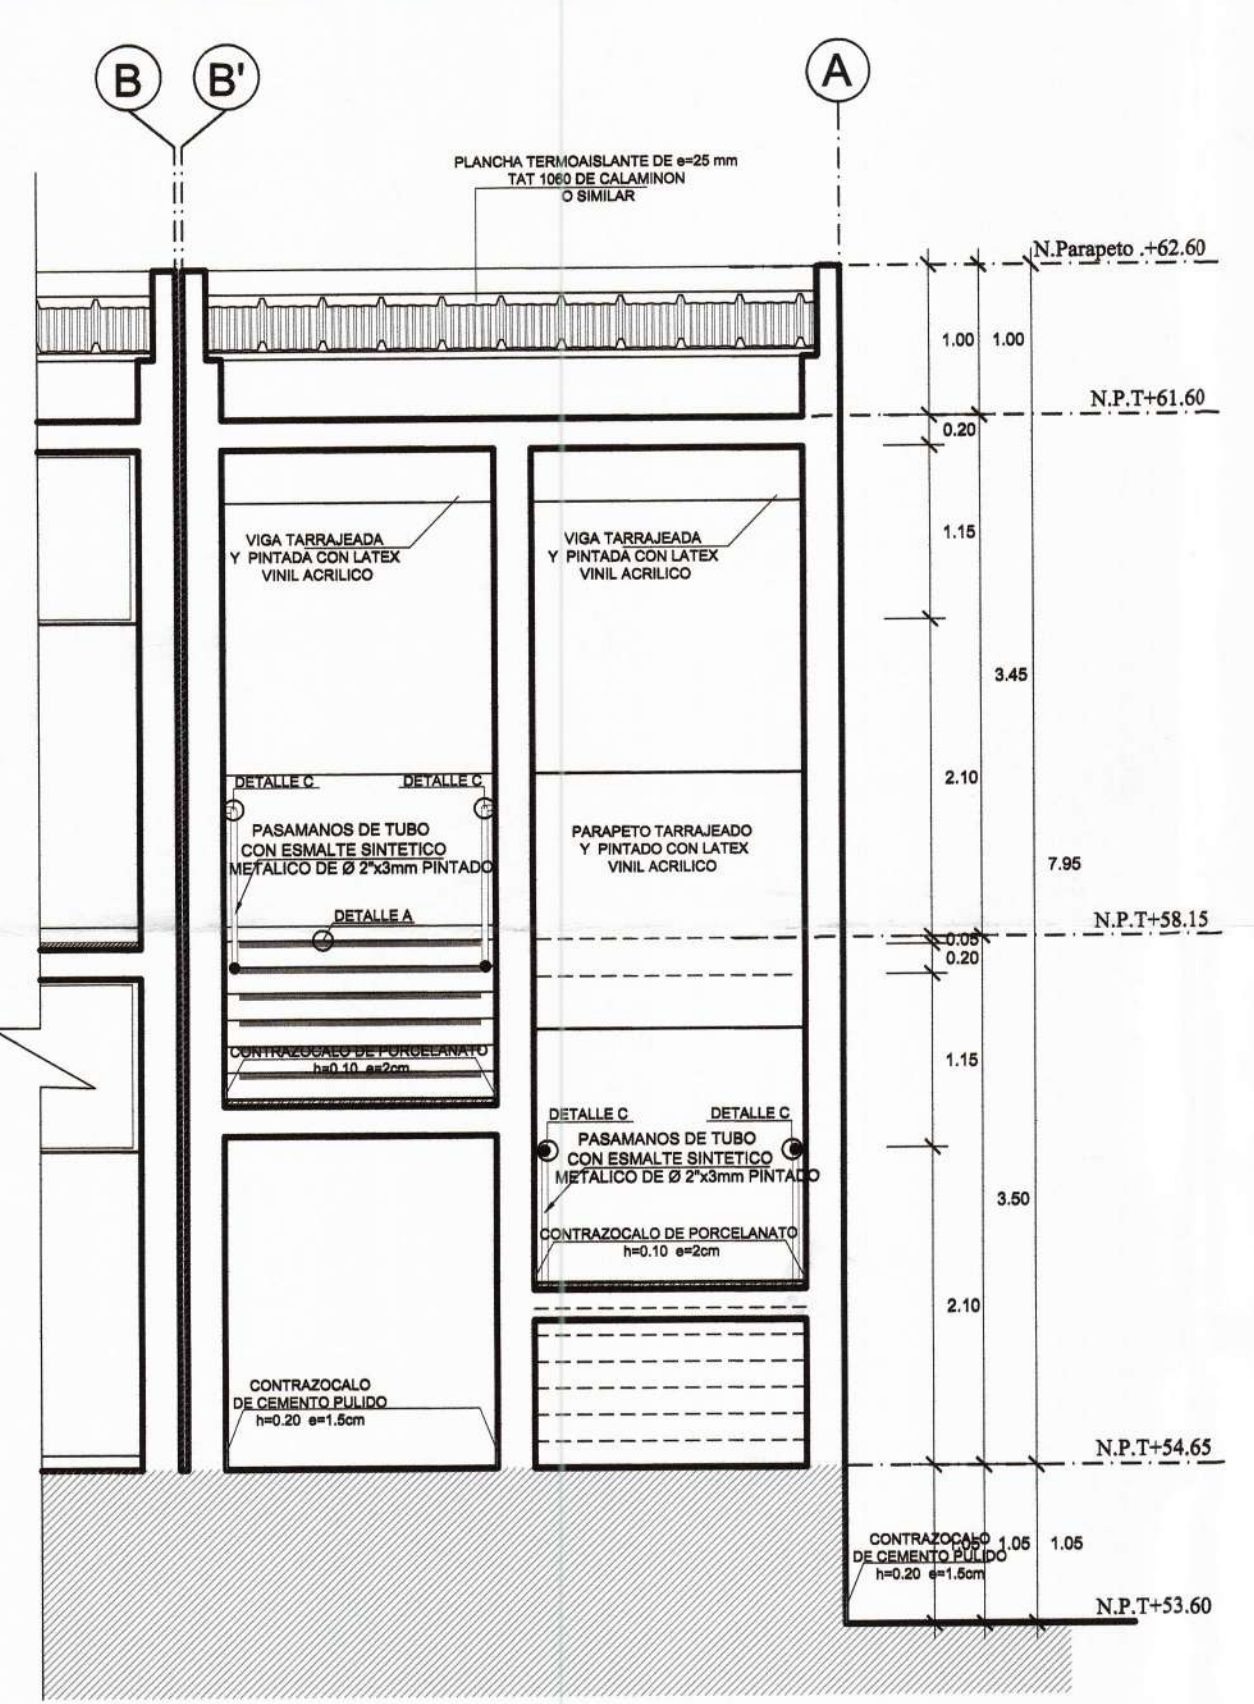 B
B'
A
PLANCHA TERMOAISLANTE DE e=25 mm
TAT 1060 DE CALAMINON
O SIMILAR
N.Parapeto .+62.60
1.00
1.00
N.P.T+61.60
0.20
VIGA TARRAJEADA
Y PINTADA CON LATEX
VINIL ACRILICO
VIGA TARRAJEADA
Y PINTADA CON LATEX
VINIL ACRILICO
1.15
3.45
DETALLE C
DETALLE C
2.10
PASAMANOS DE TUBO
CON ESMALTE SINTETICO
METALICO DE Ø 2"x3mm PINTADO
PARAPETO TARRAJEADO
Y PINTADO CON LATEX
VINIL ACRILICO
7.95
DETALLE A
N.P.T+58.15
0.05
0.20
CONTRAZOCALO DE PORCELANATO
h=0.10 e=2cm
1.15
DETALLE C
DETALLE C
PASAMANOS DE TUBO
CON ESMALTE SINTETICO
METALICO DE Ø 2"x3mm PINTADO
3.50
CONTRAZOCALO DE PORCELANATO
h=0.10 e=2cm
2.10
CONTRAZOCALO
DE CEMENTO PULIDO
h=0.20 e=1.5cm
N.P.T+54.65
CONTRAZOCALO
DE CEMENTO PULIDO
h=0.20 e=1.5cm
1.05
1.05
1.05
N.P.T+53.60